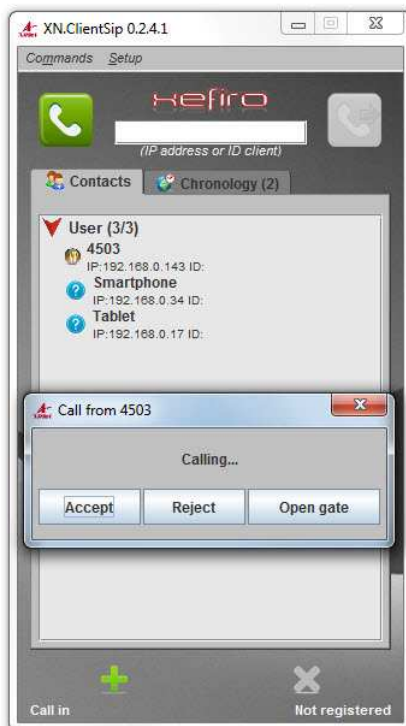 XN.ClientSip 0.2.4.1
Commands Setup
xefiro
(IP address or ID client)
Contacts
Chronology (2)
User (3/3)
4503
IP:192.168.0.143 ID:
Smartphone
IP:192.168.0.34 ID:
Tablet
IP:192.168.0.17 ID:
Call from 4503
Calling...
Accept Reject Open gate
Call in Not registered